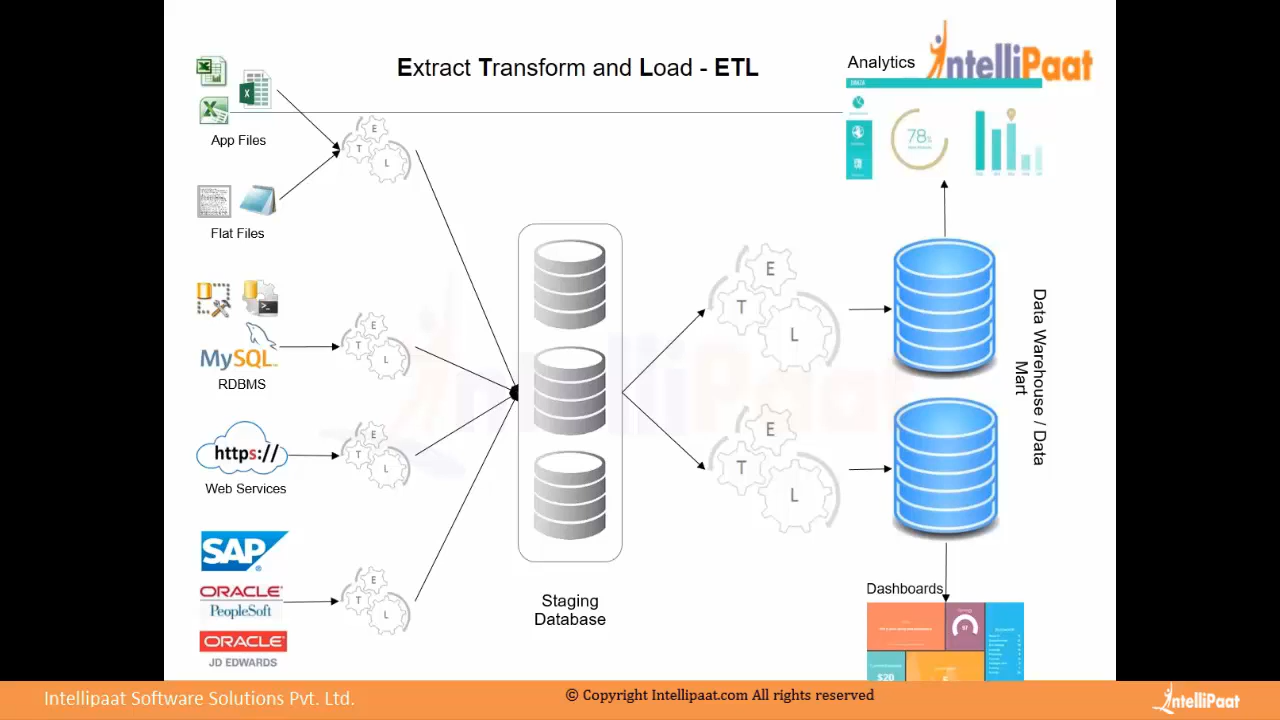 Extract Transform and Load - ETL
Analytics
IntelliPaat
DATA
78%
App Files
E
T
L
Flat Files
MySQL
RDBMS
E
T
L
https://
Web Services
E
T
L
SAP
ORACLE
PeopleSoft
ORACLE
JD EDWARDS
E
T
L
Staging
Database
E
T
L
E
T
L
Data Warehouse / Data
Mart
Dashboards
$20
Intellipaat Software Solutions Pvt. Ltd.
© Copyright Intellipaat.com All rights reserved
IntelliPaat